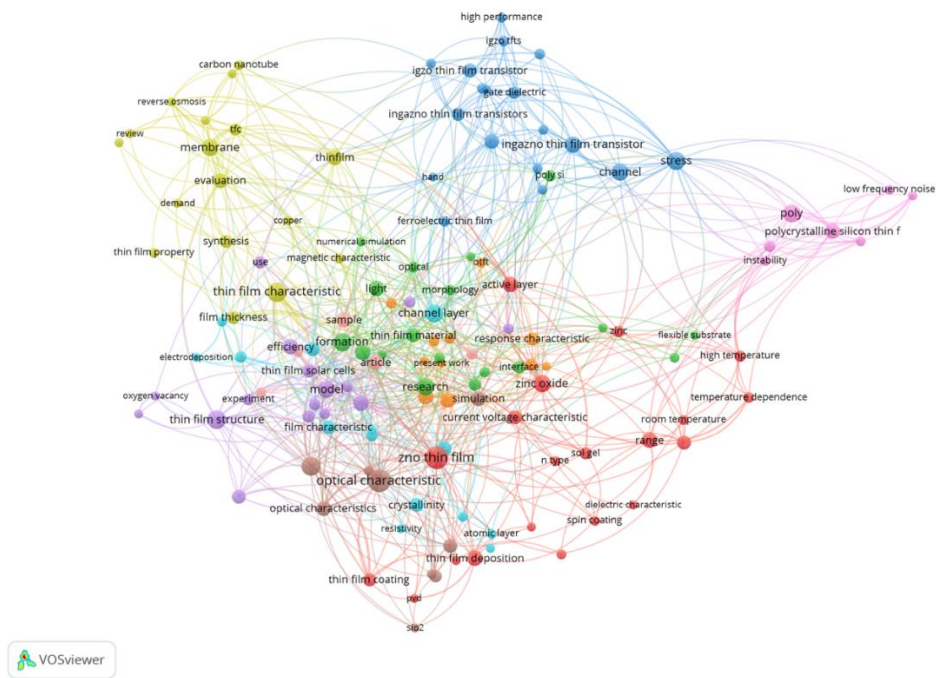 high performance
igzo tfts
carbon nanotube
igzo thin film transistor
reverse osmosis
gate dielectric
ingazno thin film transistors
review
tfc
membrane
ingazno thin film transistor
thinfilm
stress
channel
evaluation
hand
poly si
low frequency noise
demand
poly
copper
ferroelectric thin film
polycrystalline silicon thin f
synthesis
numerical simulation
thin film property
use
magnetic characteristic
otft
instability
optical
active layer
thin film characteristic
light
morphology
film thickness
sample
channel layer
zinc
flexible substrate
formation
thin film material
response characteristic
efficiency
electrodeposition
article
present work
interface
high temperature
thin film solar cells
zinc oxide
model
research
oxygen vacancy
experiment
simulation
temperature dependence
thin film structure
current voltage characteristic
room temperature
film characteristic
range
zno thin film
n type
sol gel
optical characteristic
optical characteristics
crystallinity
dielectric characteristic
resistivity
atomic layer
spin coating
thin film deposition
thin film coating
pvd
sio2
VOSviewer